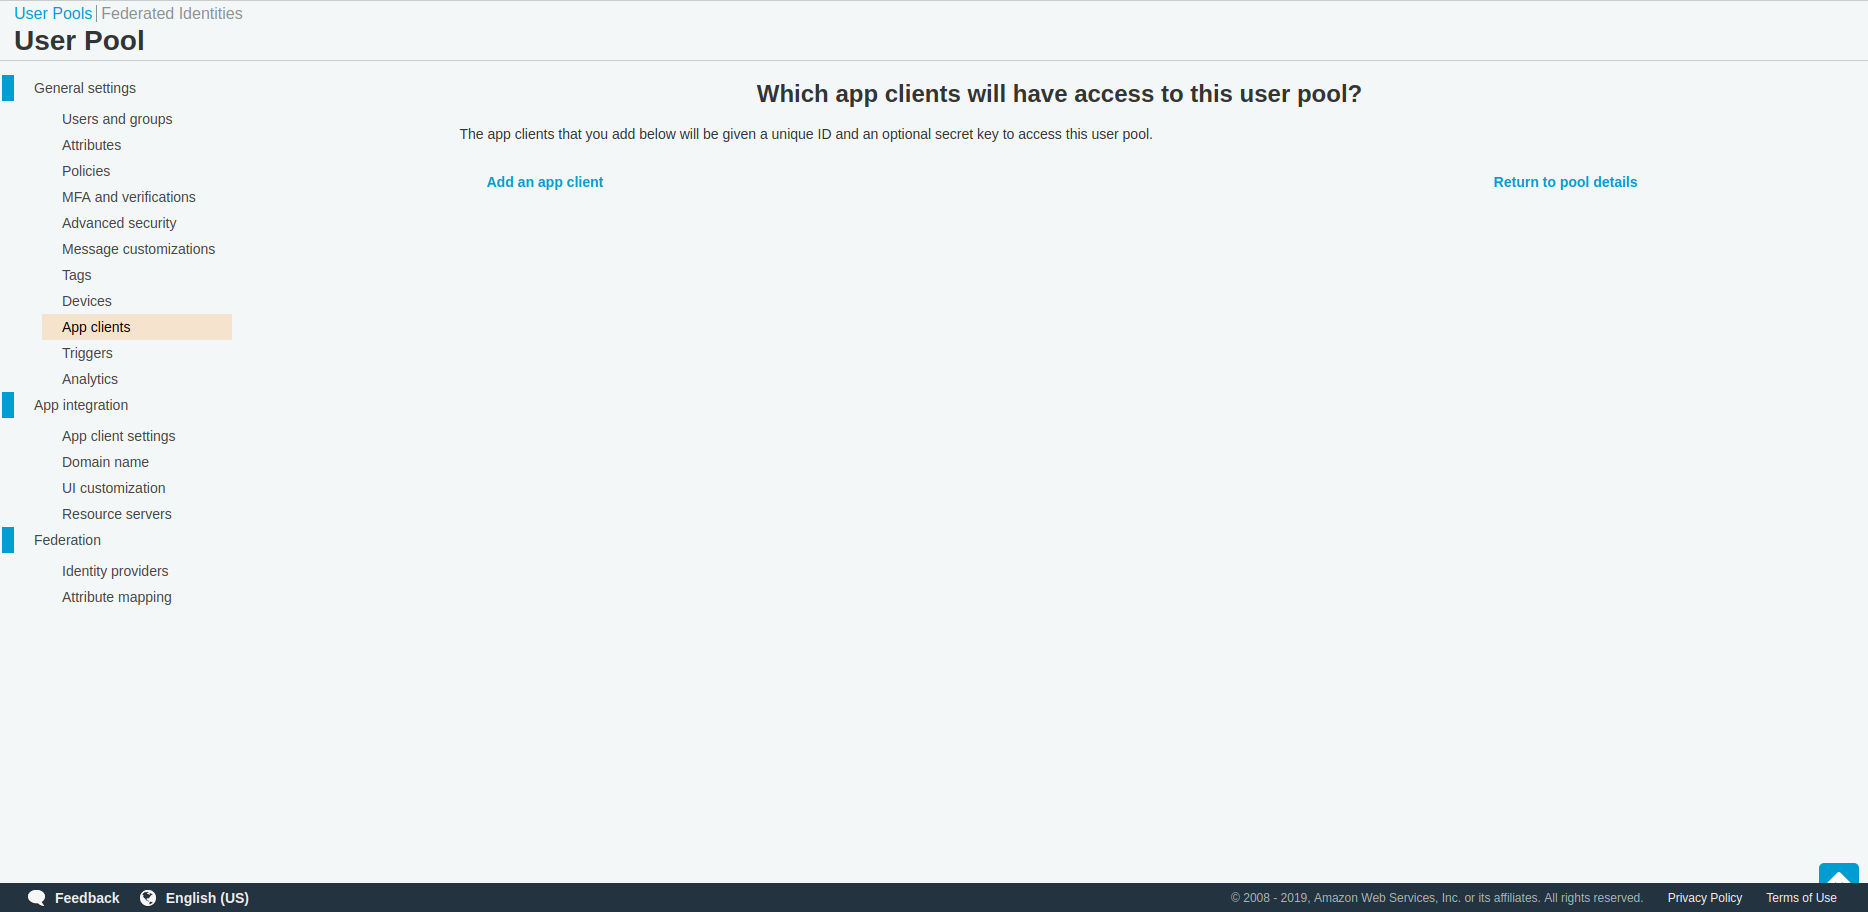 User Pools | Federated Identities
User Pool
General settings
Users and groups
Attributes
Policies
MFA and verifications
Advanced security
Message customizations
Tags
Devices
App clients
Triggers
Analytics
App integration
App client settings
Domain name
UI customization
Resource servers
Federation
Identity providers
Attribute mapping
Which app clients will have access to this user pool?
The app clients that you add below will be given a unique ID and an optional secret key to access this user pool.
Add an app client Return to pool details
Feedback English (US) © 2008 - 2019, Amazon Web Services, Inc. or its affiliates. All rights reserved. Privacy Policy Terms of Use